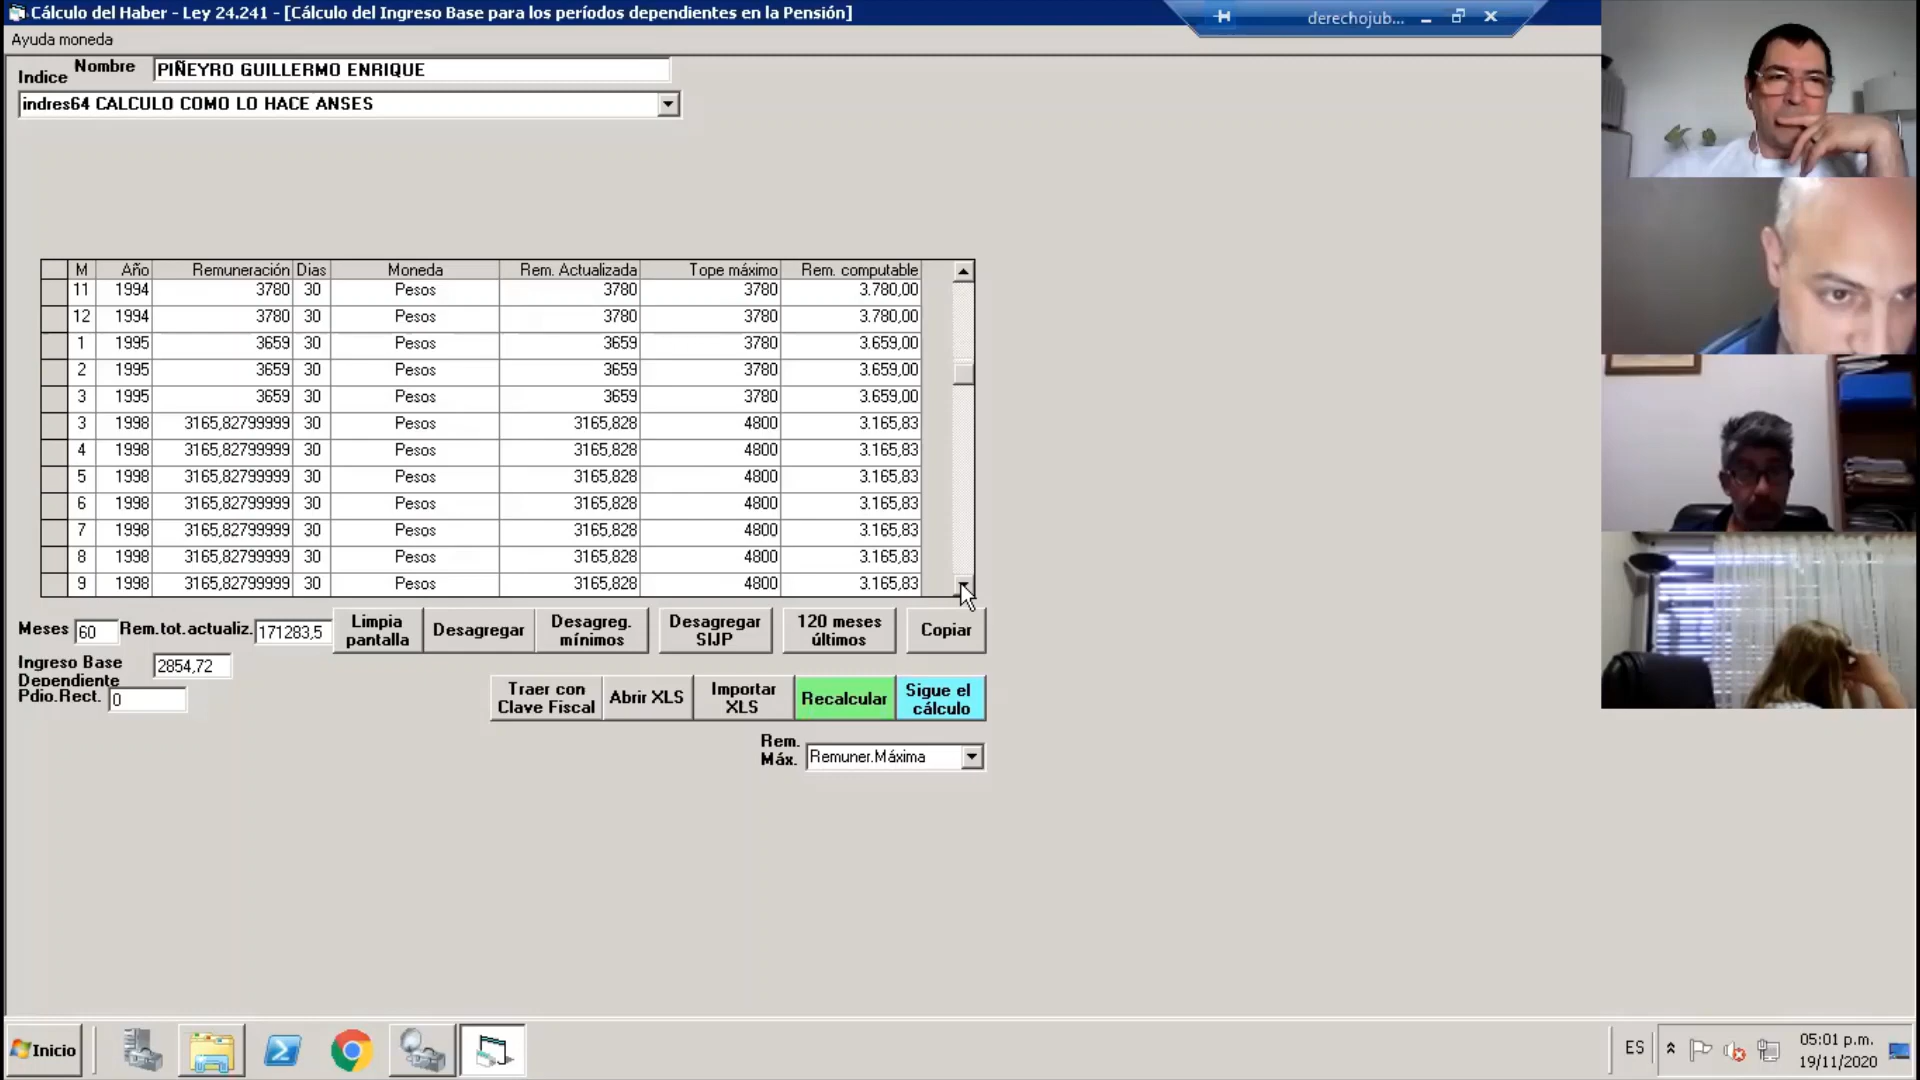 Cálculo del Haber - Ley 24.241 - [Cálculo del Ingreso Base para los períodos dependientes en la Pensión]
derechojub...
Ayuda moneda
Nombre PIÑEYRO GUILLERMO ENRIQUE
Indice
indres64 CALCULO COMO LO HACE ANSES
M Año Remuneración Dias Moneda Rem. Actualizada Tope máximo Rem. computable
11 1994 3780 30 Pesos 3780 3780 3.780,00
12 1994 3780 30 Pesos 3780 3780 3.780,00
1 1995 3659 30 Pesos 3659 3780 3.659,00
2 1995 3659 30 Pesos 3659 3780 3.659,00
3 1995 3659 30 Pesos 3659 3780 3.659,00
3 1998 3165,82799999 30 Pesos 3165,828 4800 3.165,83
4 1998 3165,82799999 30 Pesos 3165,828 4800 3.165,83
5 1998 3165,82799999 30 Pesos 3165,828 4800 3.165,83
6 1998 3165,82799999 30 Pesos 3165,828 4800 3.165,83
7 1998 3165,82799999 30 Pesos 3165,828 4800 3.165,83
8 1998 3165,82799999 30 Pesos 3165,828 4800 3.165,83
9 1998 3165,82799999 30 Pesos 3165,828 4800 3.165,83
Meses 60 Rem.tot.actualiz. 171283,5
Limpia pantalla
Desagregar
Desagreg. mínimos
Desagregar SIJP
120 meses últimos
Copiar
Ingreso Base Dependiente 2854,72
Pdio.Rect. 0
Traer con Clave Fiscal
Abrir XLS
Importar XLS
Recalcular
Sigue el cálculo
Rem. Máx. Remuner.Máxima
Inicio
ES
05:01 p.m.
19/11/2020